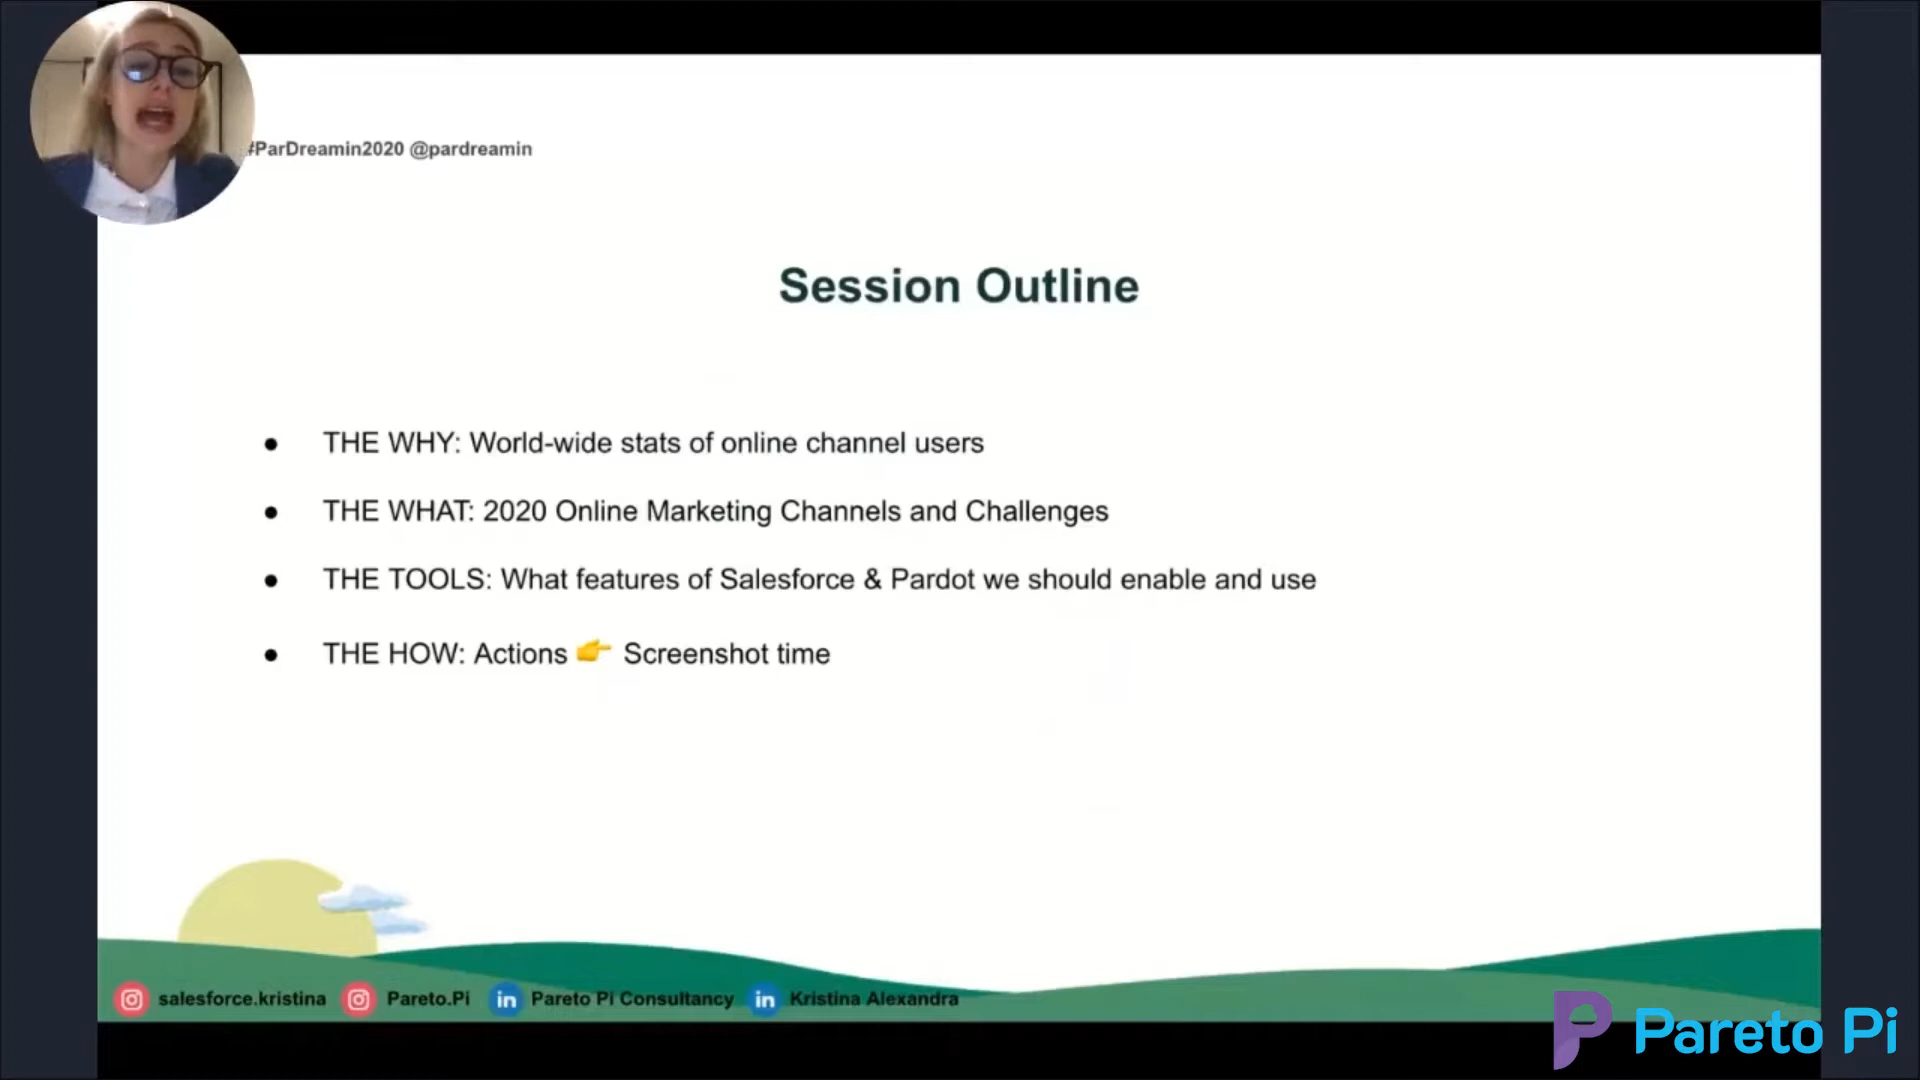 #ParDreamin2020 @pardreamin
Session Outline
● THE WHY: World-wide stats of online channel users
● THE WHAT: 2020 Online Marketing Channels and Challenges
● THE TOOLS: What features of Salesforce & Pardot we should enable and use
● THE HOW: Actions 👉 Screenshot time
salesforce.kristina Pareto.Pi in Pareto Pi Consultancy in Kristina Alexandra
Pareto Pi